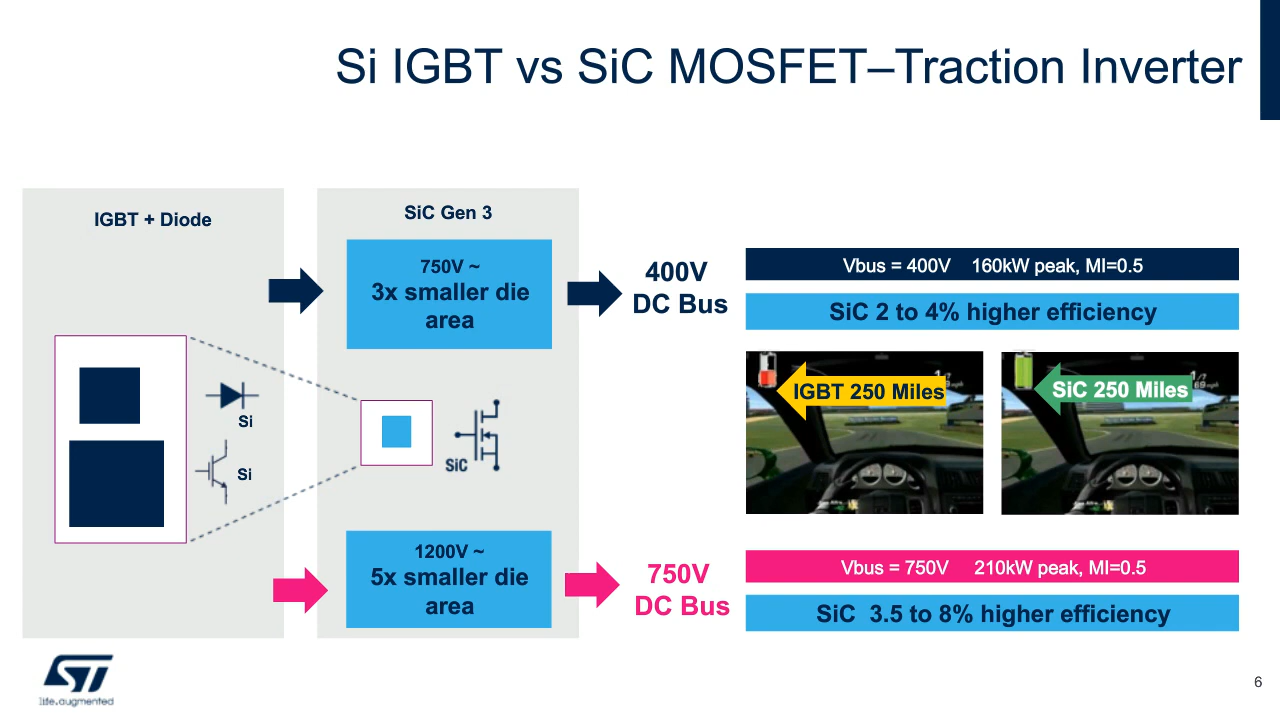 Si IGBT vs SiC MOSFET–Traction Inverter
IGBT + Diode
Si
Si
SiC Gen 3
750V ~
3x smaller die
area
SiC
1200V ~
5x smaller die
area
400V
DC Bus
750V
DC Bus
Vbus = 400V 160kW peak, MI=0.5
SiC 2 to 4% higher efficiency
IGBT 250 Miles
SiC 250 Miles
Vbus = 750V 210kW peak, MI=0.5
SiC 3.5 to 8% higher efficiency
ST
life.augmented
6